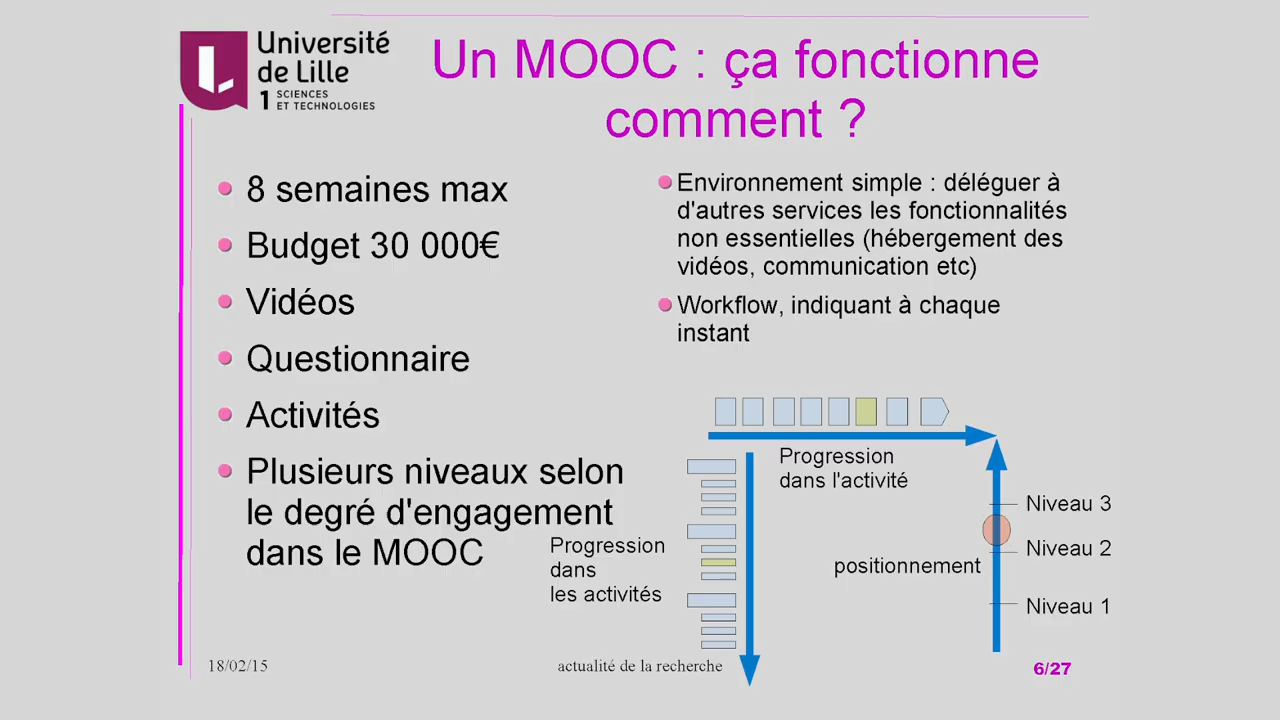 Université
de Lille
1 SCIENCES
ET TECHNOLOGIES
Un MOOC : ça fonctionne
comment ?
8 semaines max
Budget 30 000€
Vidéos
Questionnaire
Activités
Plusieurs niveaux selon
le degré d'engagement
dans le MOOC
Environnement simple : déléguer à
d'autres services les fonctionnalités
non essentielles (hébergement des
vidéos, communication etc)
Workflow, indiquant à chaque
instant
Progression
dans l'activité
Progression
dans
les activités
positionnement
Niveau 3
Niveau 2
Niveau 1
18/02/15
actualité de la recherche
6/27